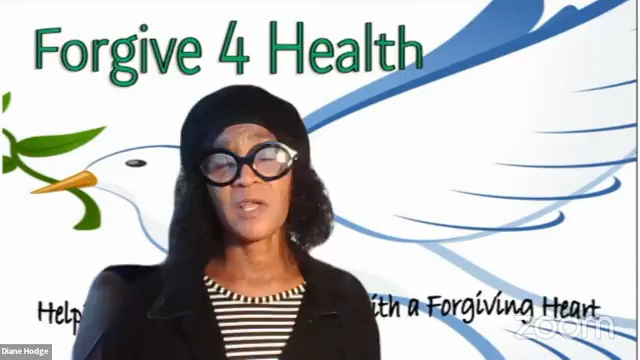 Forgive 4 Health
Help ith a Forgiving Heart
zoom
Diane Hodge